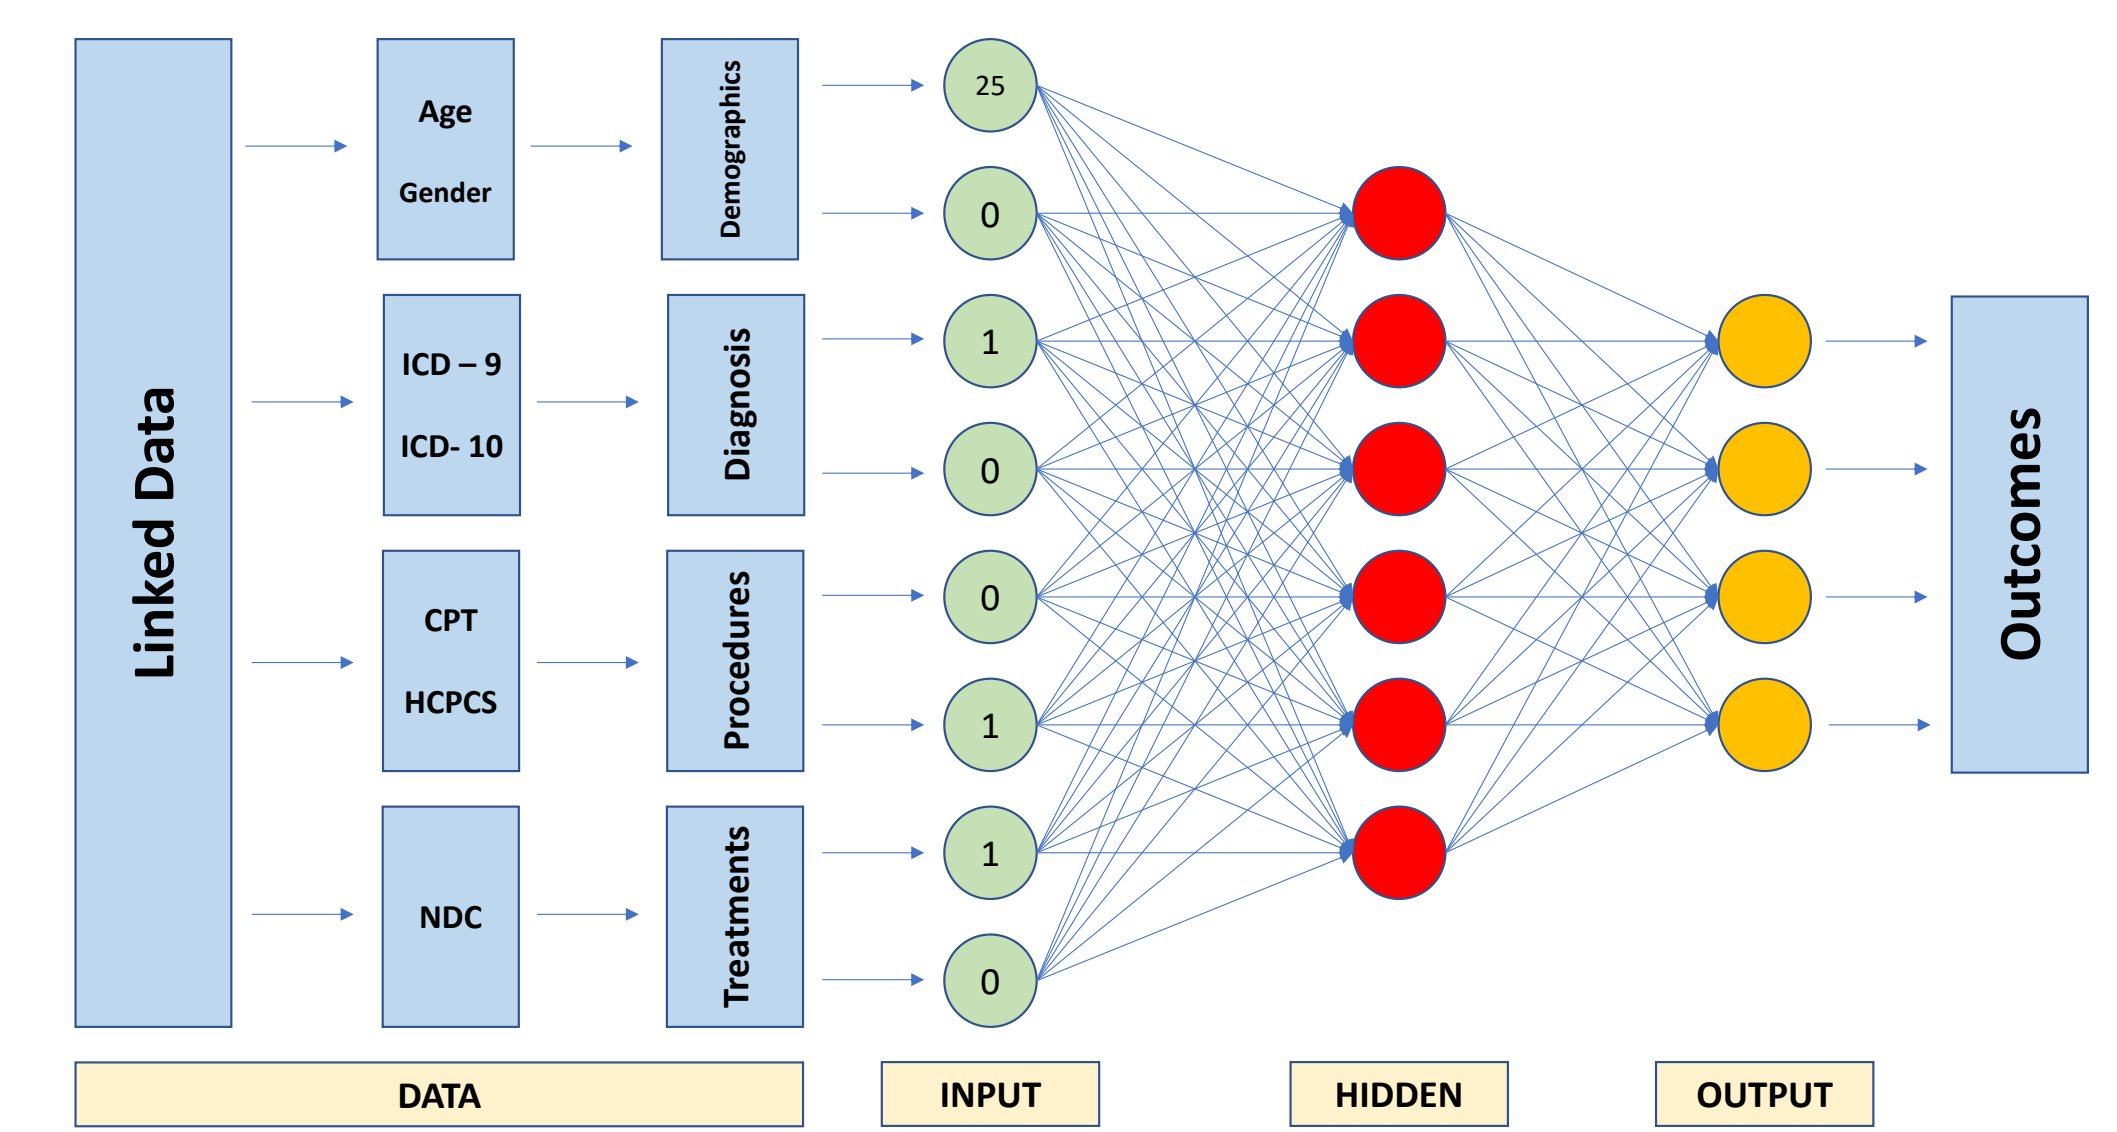 Linked Data
Age
Gender
Demographics
ICD – 9
ICD- 10
Diagnosis
CPT
HCPCS
Procedures
NDC
Treatments
25
0
1
0
0
1
1
0
Outcomes
DATA
INPUT
HIDDEN
OUTPUT